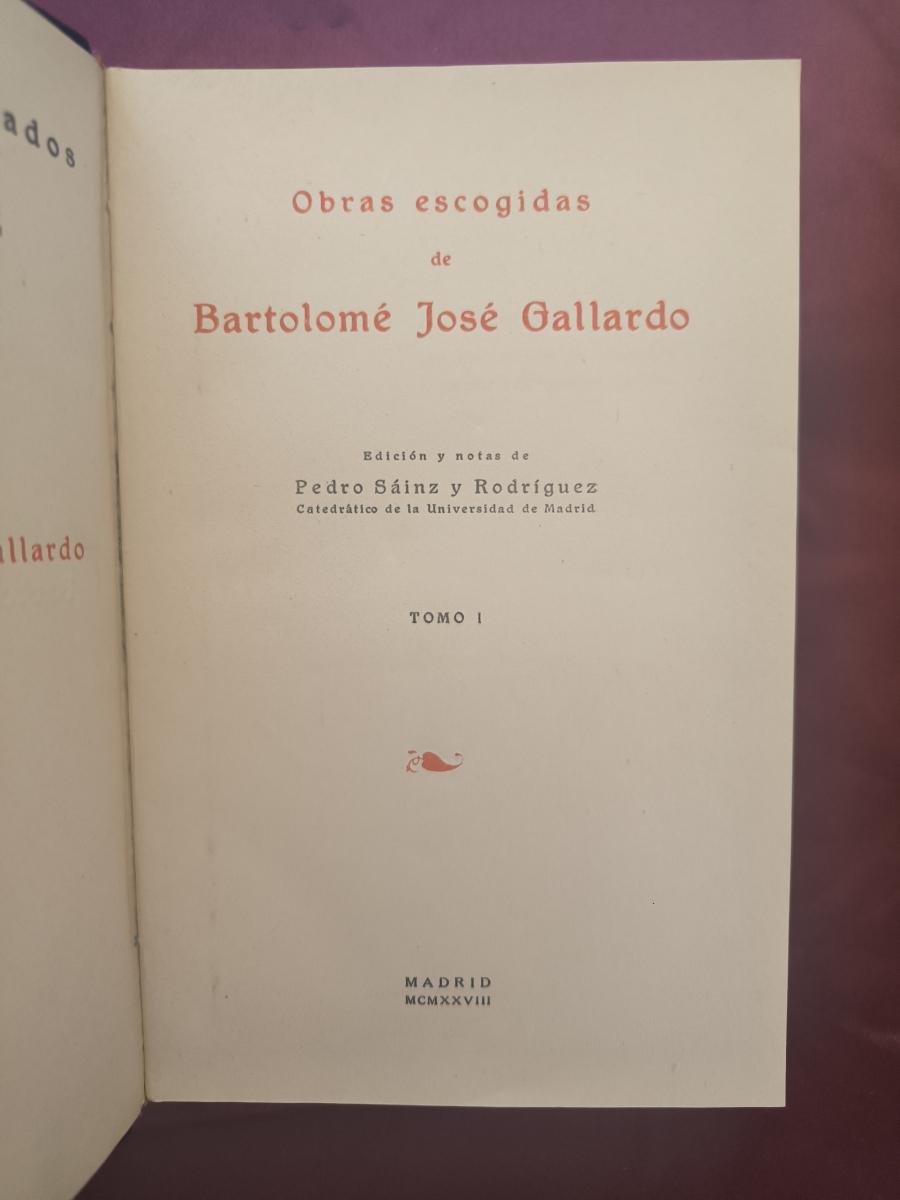 ados
allardo
Obras escogidas
de
Bartolomé José Gallardo
Edición y notas de
Pedro Sáinz y Rodríguez
Catedrático de la Universidad de Madrid
TOMO I
MADRID
MCMXXVIII